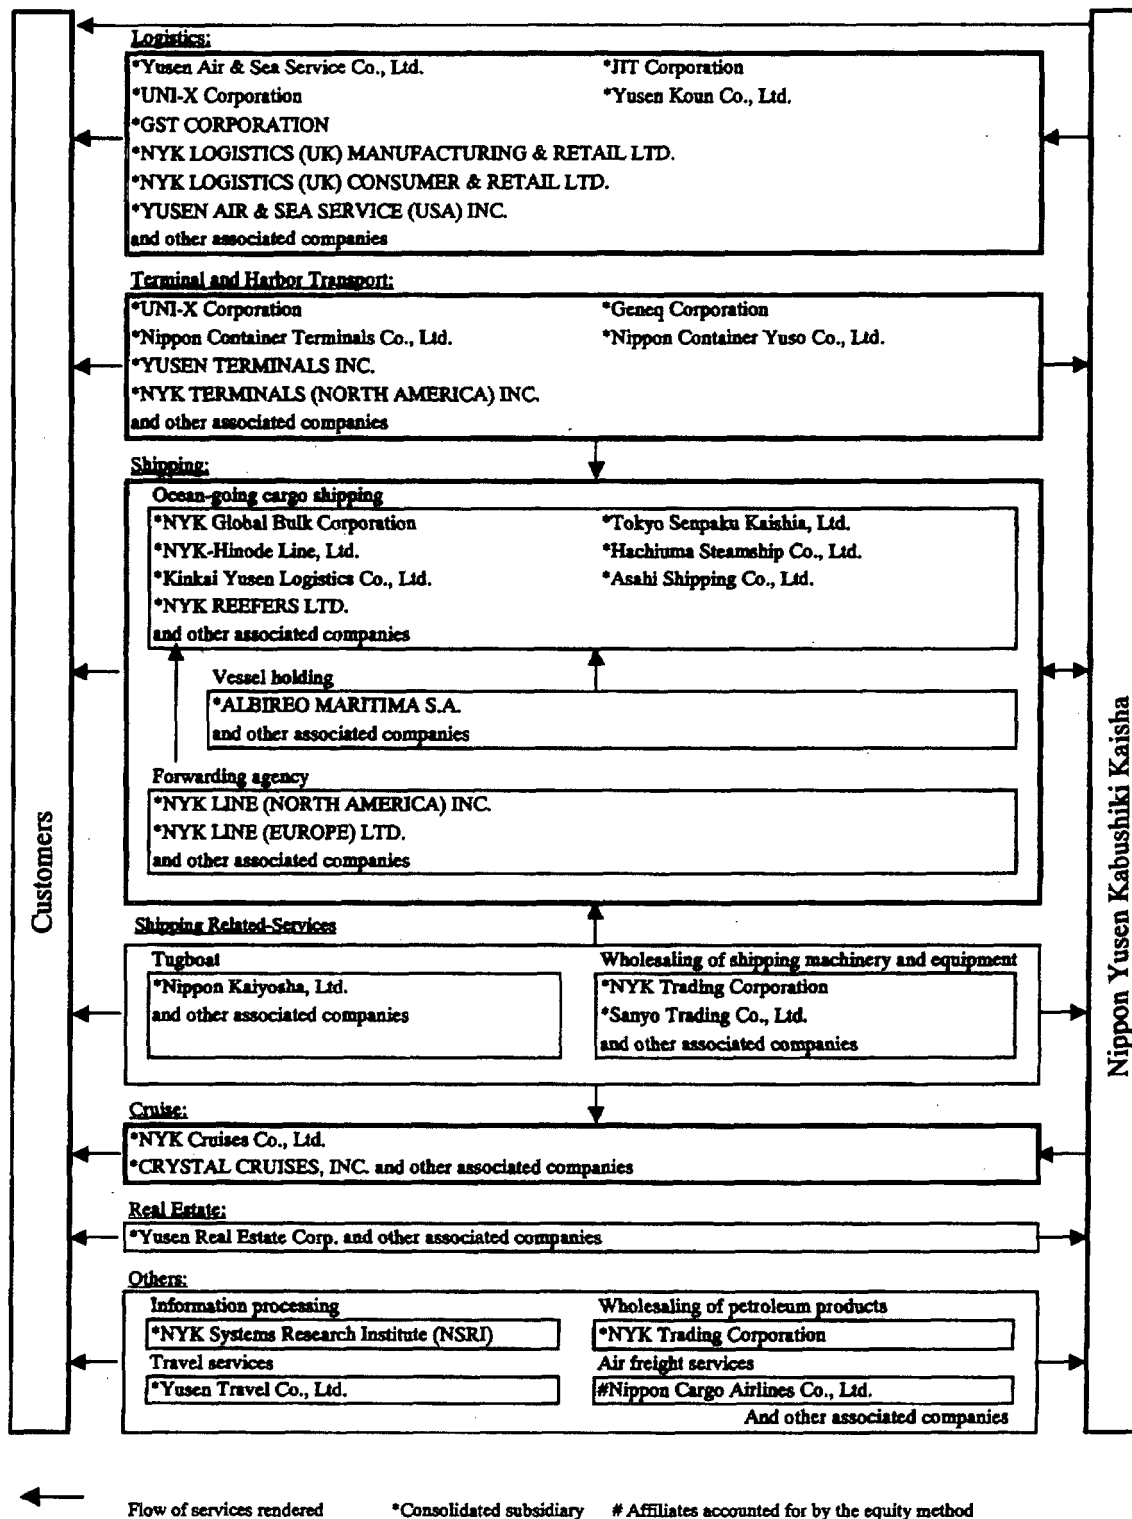 Logistics:
*Yusen Air & Sea Service Co., Ltd. *JIT Corporation
*UNI-X Corporation *Yusen Koun Co., Ltd.
*GST CORPORATION
*NYK LOGISTICS (UK) MANUFACTURING & RETAIL LTD.
*NYK LOGISTICS (UK) CONSUMER & RETAIL LTD.
*YUSEN AIR & SEA SERVICE (USA) INC.
and other associated companies
Terminal and Harbor Transport:
*UNI-X Corporation *Geneq Corporation
*Nippon Container Terminals Co., Ltd. *Nippon Container Yuso Co., Ltd.
*YUSEN TERMINALS INC.
*NYK TERMINALS (NORTH AMERICA) INC.
and other associated companies
Shipping:
Ocean-going cargo shipping
*NYK Global Bulk Corporation *Tokyo Senpaku Kaishia, Ltd.
*NYK-Hinode Line, Ltd. *Hachiuma Steamship Co., Ltd.
*Kinkai Yusen Logistics Co., Ltd. *Asahi Shipping Co., Ltd.
*NYK REEFERS LTD.
and other associated companies
Vessel holding
*ALBIREO MARITIMA S.A.
and other associated companies
Forwarding agency
*NYK LINE (NORTH AMERICA) INC.
*NYK LINE (EUROPE) LTD.
and other associated companies
Customers
Nippon Yusen Kabushiki Kaisha
Shipping Related-Services
Tugboat Wholesaling of shipping machinery and equipment
*Nippon Kaiyosha, Ltd. *NYK Trading Corporation
and other associated companies *Sanyo Trading Co., Ltd.
and other associated companies
Cruise:
*NYK Cruises Co., Ltd.
*CRYSTAL CRUISES, INC. and other associated companies
Real Estate:
*Yusen Real Estate Corp. and other associated companies
Others:
Information processing Wholesaling of petroleum products
*NYK Systems Research Institute (NSRI) *NYK Trading Corporation
Travel services Air freight services
*Yusen Travel Co., Ltd. #Nippon Cargo Airlines Co., Ltd.
And other associated companies
Flow of services rendered *Consolidated subsidiary # Affiliates accounted for by the equity method